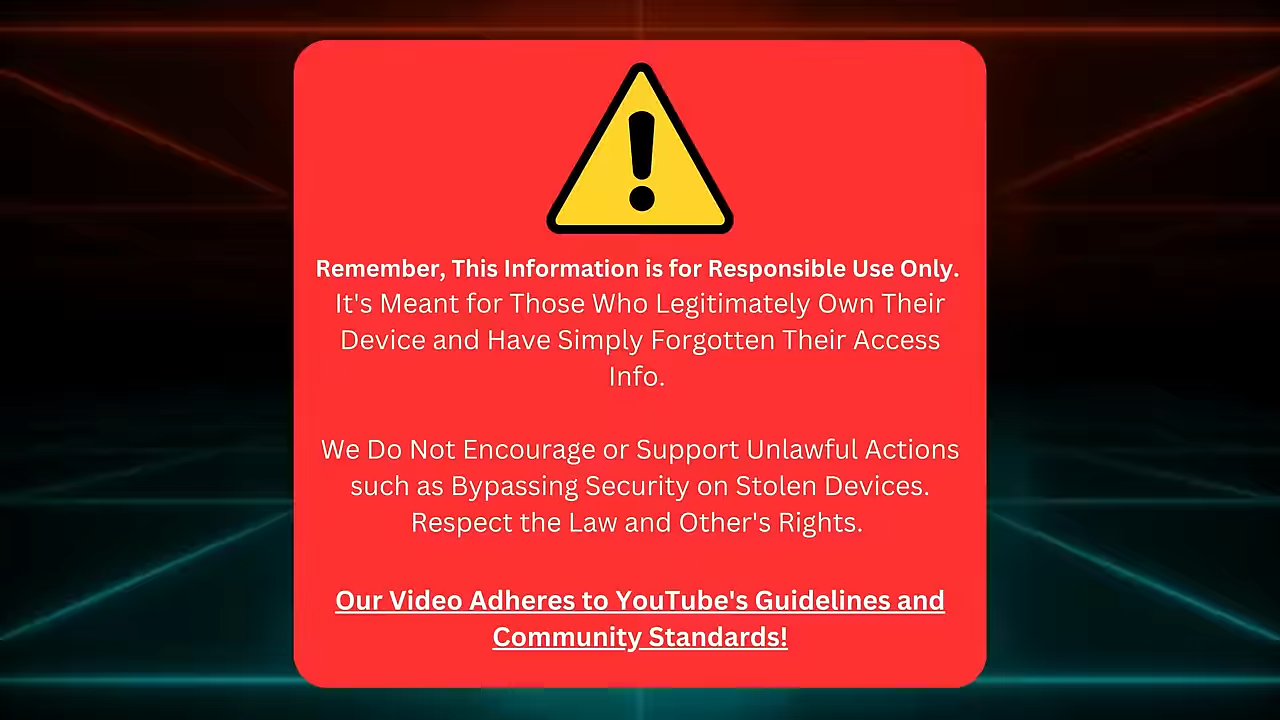 Remember, This Information is for Responsible Use Only.
It's Meant for Those Who Legitimately Own Their
Device and Have Simply Forgotten Their Access
Info.
We Do Not Encourage or Support Unlawful Actions
such as Bypassing Security on Stolen Devices.
Respect the Law and Other's Rights.
Our Video Adheres to YouTube's Guidelines and
Community Standards!